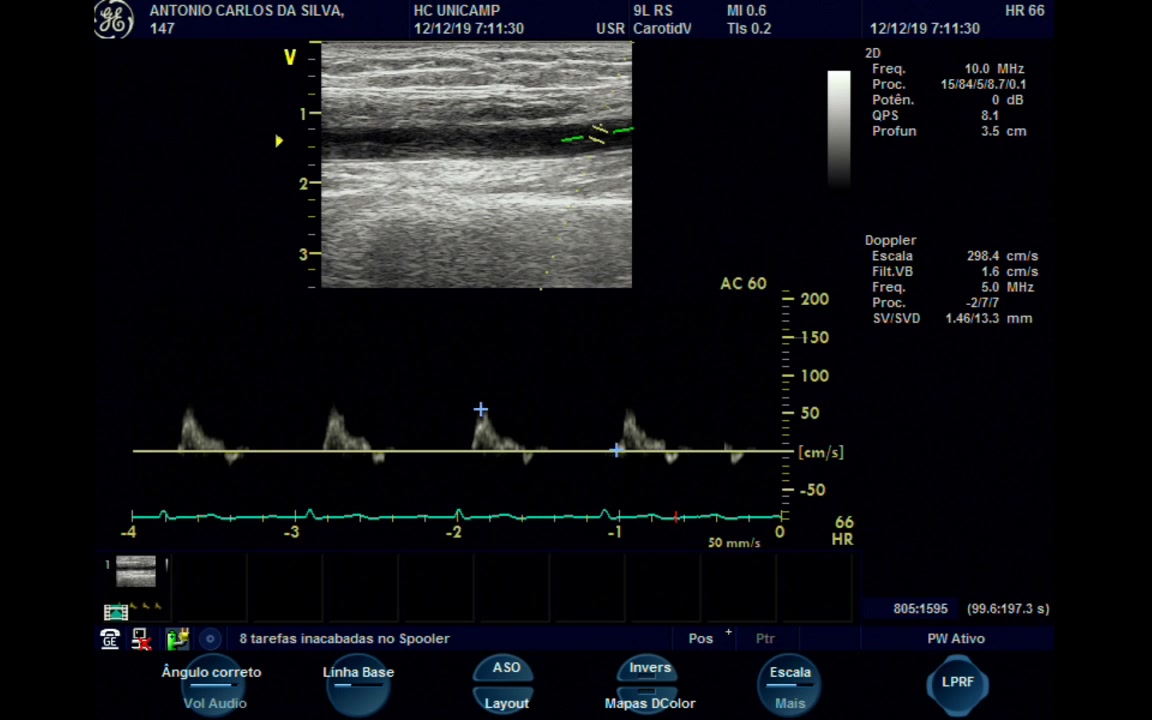 ANTONIO CARLOS DA SILVA,
147
HC UNICAMP
12/12/19 7:11:30
USR
9L RS
CarotidV
MI 0.6
TIs 0.2
HR 66
12/12/19 7:11:30
V
1
2
3
2D
Freq. 10.0 MHz
Proc. 15/84/5/8.7/0.1
Potên. 0 dB
QPS 8.1
Profun 3.5 cm
Doppler
Escala 298.4 cm/s
Filt.VB 1.6 cm/s
Freq. 5.0 MHz
Proc. -2/7/7
SV/SVD 1.46/13.3 mm
AC 60
200
150
100
50
[cm/s]
-50
-4 -3 -2 -1 0
50 mm/s
66
HR
1
805:1595 (99.6:197.3 s)
GE
8 tarefas inacabadas no Spooler
Pos +
Ptr
PW Ativo
Ângulo correto
Vol Audio
Linha Base
ASO
Layout
Invers
Mapas DColor
Escala
Mais
LPRF